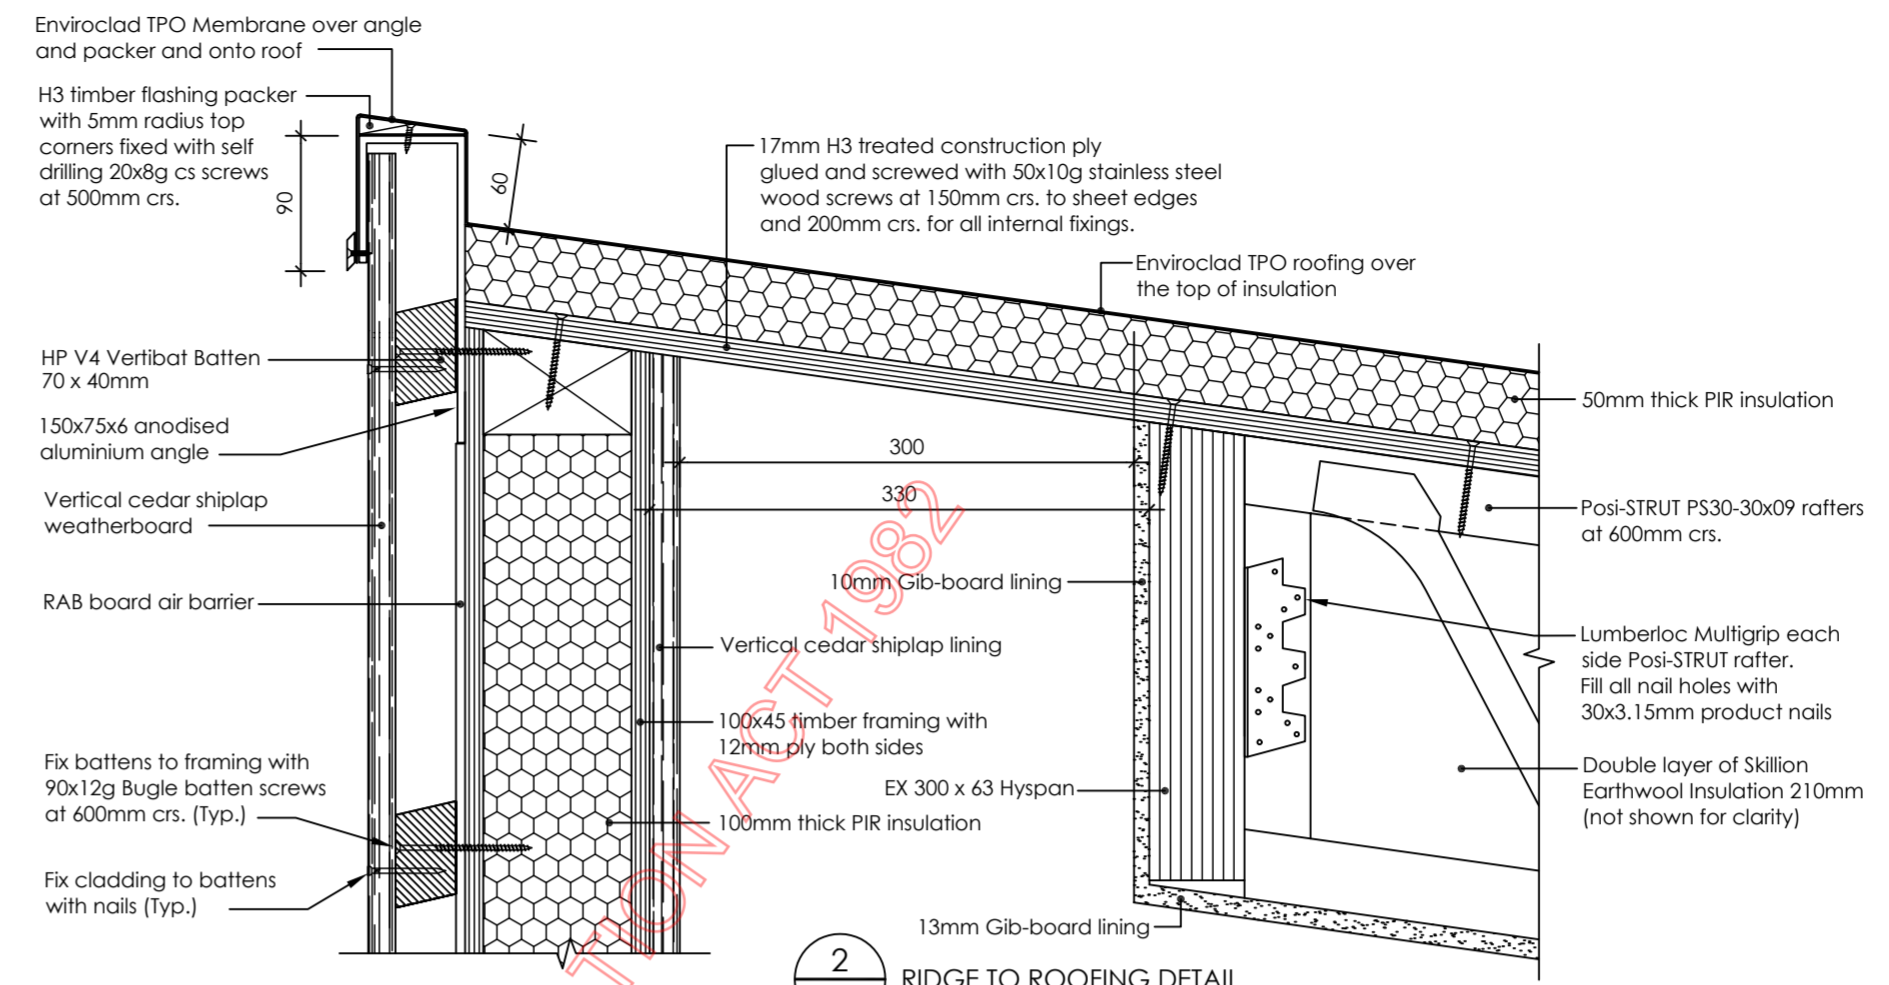 Enviroclad TPO Membrane over angle
and packer and onto roof
H3 timber flashing packer
with 5mm radius top
corners fixed with self
drilling 20x8g cs screws
at 500mm crs.
90
60
17mm H3 treated construction ply
glued and screwed with 50x10g stainless steel
wood screws at 150mm crs. to sheet edges
and 200mm crs. for all internal fixings.
Enviroclad TPO roofing over
the top of insulation
HP V4 Vertibat Batten
70 x 40mm
150x75x6 anodised
aluminium angle
Vertical cedar shiplap
weatherboard
RAB board air barrier
Fix battens to framing with
90x12g Bugle batten screws
at 600mm crs. (Typ.)
Fix cladding to battens
with nails (Typ.)
300
330
10mm Gib-board lining
Vertical cedar shiplap lining
100x45 timber framing with
12mm ply both sides
EX 300 x 63 Hyspan
100mm thick PIR insulation
13mm Gib-board lining
50mm thick PIR insulation
Posi-STRUT PS30-30x09 rafters
at 600mm crs.
Lumberloc Multigrip each
side Posi-STRUT rafter.
Fill all nail holes with
30x3.15mm product nails
Double layer of Skillion
Earthwool Insulation 210mm
(not shown for clarity)
TION ACT 1982
2
RIDGE TO ROOFING DETAIL